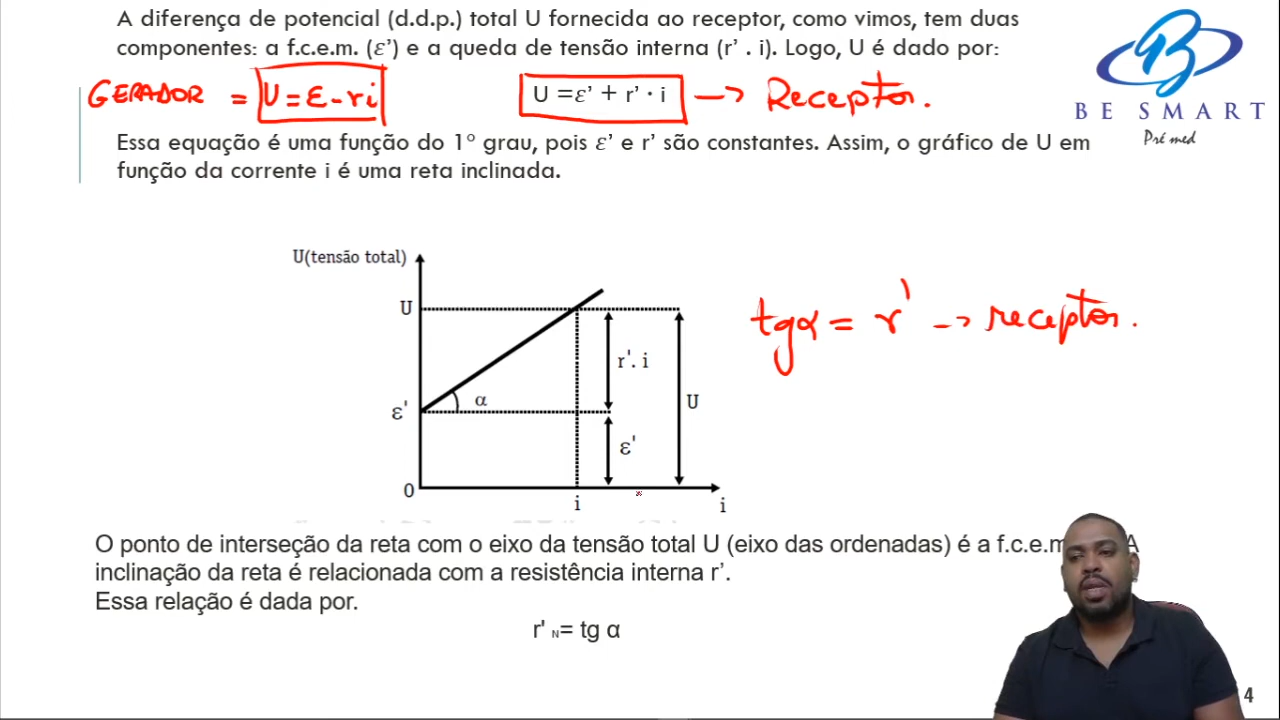 A diferença de potencial (d.d.p.) total U fornecida ao receptor, como vimos, tem duas
componentes: a f.c.e.m. (ε’) e a queda de tensão interna (r’ . i). Logo, U é dado por:
GERADOR = U = ε - ri
U =ε’ + r’ · i → Receptor.
BE SMART
Pré med
Essa equação é uma função do 1° grau, pois ε’ e r’ são constantes. Assim, o gráfico de U em
função da corrente i é uma reta inclinada.
U(tensão total)
U
r'. i
α
ε'
U
ε'
0
i
i
tgα = r' → receptor.
O ponto de interseção da reta com o eixo da tensão total U (eixo das ordenadas) é a f.c.e.m A
inclinação da reta é relacionada com a resistência interna r’.
Essa relação é dada por.
r' N= tg α
4